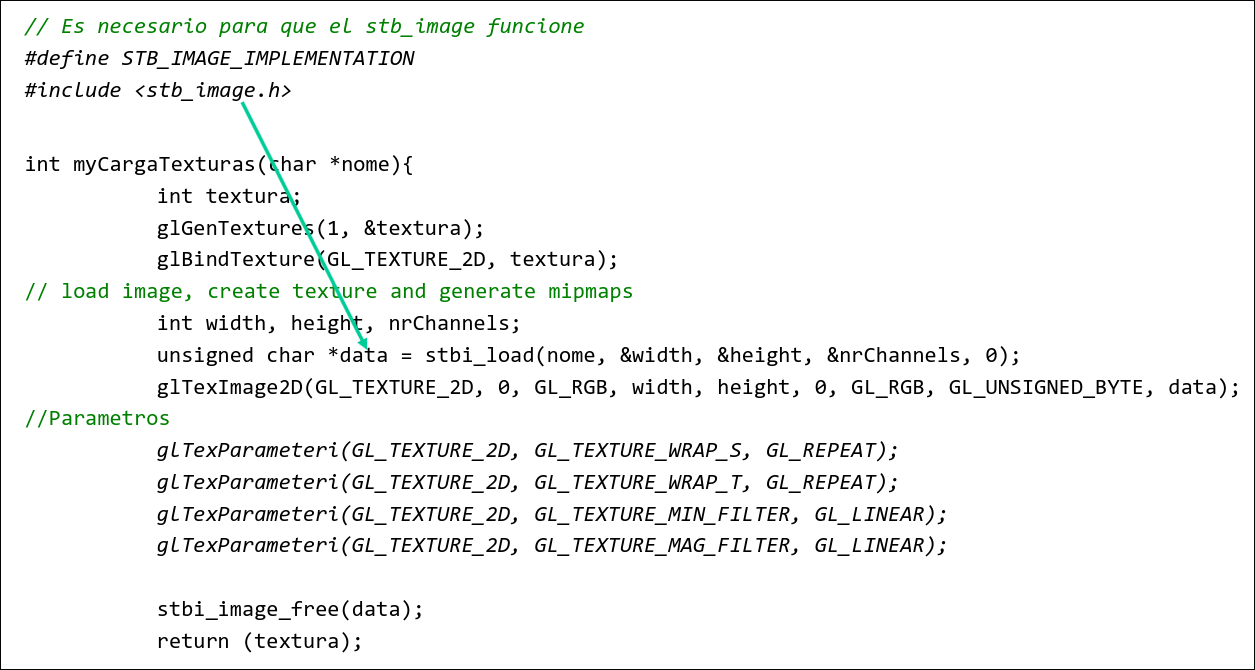 // Es necesario para que el stb_image funcione
#define STB_IMAGE_IMPLEMENTATION
#include <stb_image.h>
int myCargaTexturas(char *nome){
int textura;
glGenTextures(1, &textura);
glBindTexture(GL_TEXTURE_2D, textura);
// load image, create texture and generate mipmaps
int width, height, nrChannels;
unsigned char *data = stbi_load(nome, &width, &height, &nrChannels, 0);
glTexImage2D(GL_TEXTURE_2D, 0, GL_RGB, width, height, 0, GL_RGB, GL_UNSIGNED_BYTE, data);
//Parametros
glTexParameteri(GL_TEXTURE_2D, GL_TEXTURE_WRAP_S, GL_REPEAT);
glTexParameteri(GL_TEXTURE_2D, GL_TEXTURE_WRAP_T, GL_REPEAT);
glTexParameteri(GL_TEXTURE_2D, GL_TEXTURE_MIN_FILTER, GL_LINEAR);
glTexParameteri(GL_TEXTURE_2D, GL_TEXTURE_MAG_FILTER, GL_LINEAR);
stbi_image_free(data);
return (textura);